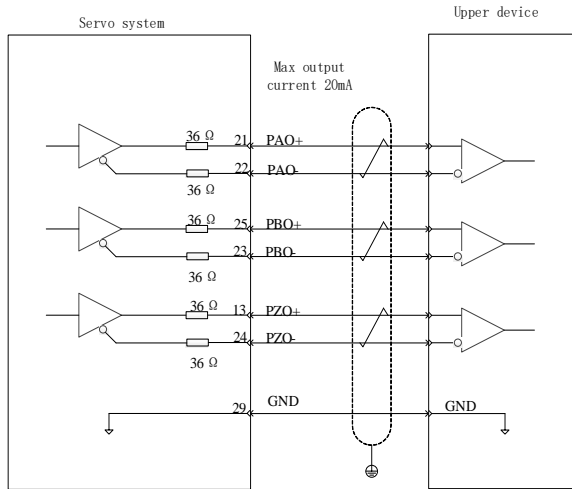 Servo system
Upper device
Max output
current 20mA
36 Ω
21 PAO+
22 PAO-
36 Ω
36 Ω
25 PBO+
23 PBO-
36 Ω
36 Ω
13 PZO+
24 PZO-
36 Ω
29 GND
GND